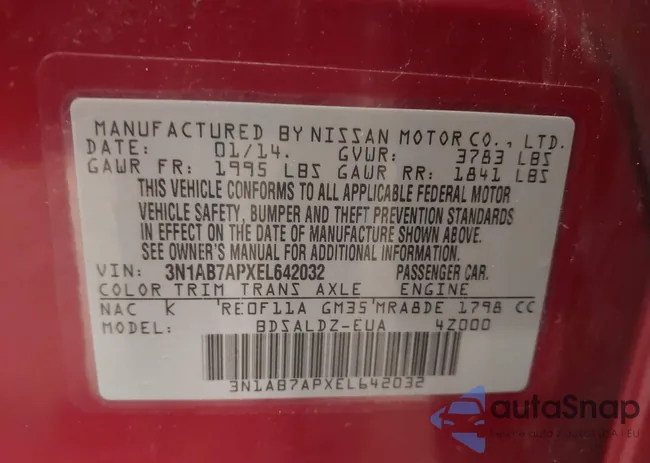 MANUFACTURED BY NISSAN MOTOR CO., LTD.
DATE: 01/14. GVWR: 3783 LBS
GAWR FR: 1995 LBS GAWR RR: 1841 LBS
THIS VEHICLE CONFORMS TO ALL APPLICABLE FEDERAL MOTOR
VEHICLE SAFETY, BUMPER AND THEFT PREVENTION STANDARDS
IN EFFECT ON THE DATE OF MANUFACTURE SHOWN ABOVE.
SEE OWNER'S MANUAL FOR ADDITIONAL INFORMATION.
VIN: 3N1AB7APXEL642032 PASSENGER CAR.
COLOR TRIM TRANS AXLE ENGINE
NAC K 'RE0F11A GM35'MRA8DE 1798 CC
MODEL: BDSALDZ-EUA 4Z000
3N1AB7APXEL642032
autaSnap